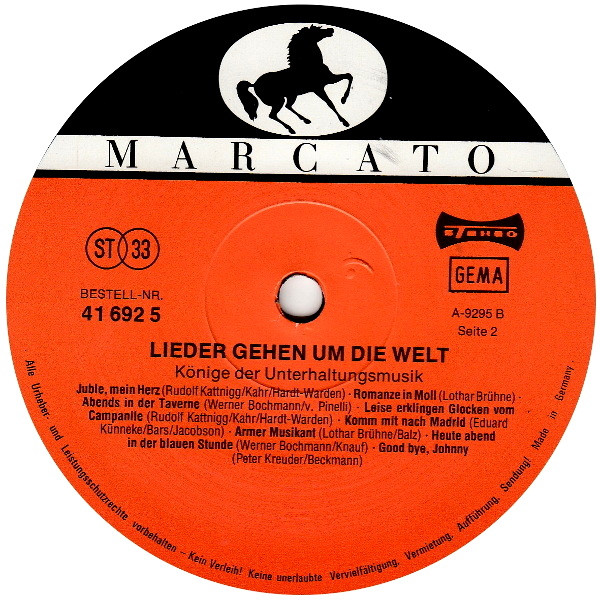 MARCATO
ST 33
STEREO
GEMA
BESTELL-NR.
41 692 5
A-9295 B
Seite 2
LIEDER GEHEN UM DIE WELT
Könige der Unterhaltungsmusik
Juble, mein Herz (Rudolf Kattnigg/Kahr/Hardt-Warden) · Romanze in Moll (Lothar Brühne) ·
Abends in der Taverne (Werner Bochmann/v. Pinelli) · Leise erklingen Glocken vom
Campanile (Rudolf Kattnigg/Kahr/Hardt-Warden) · Komm mit nach Madrid (Eduard
Künneke/Bars/Jacobson) · Armer Musikant (Lothar Brühne/Balz) · Heute abend
in der blauen Stunde (Werner Bochmann/Knauf) · Good bye, Johnny
(Peter Kreuder/Beckmann)
Alle Urheber- und Leistungsschutzrechte vorbehalten – Kein Verleih! Keine unerlaubte Vervielfältigung, Vermietung, Aufführung, Sendung! Made in Germany.